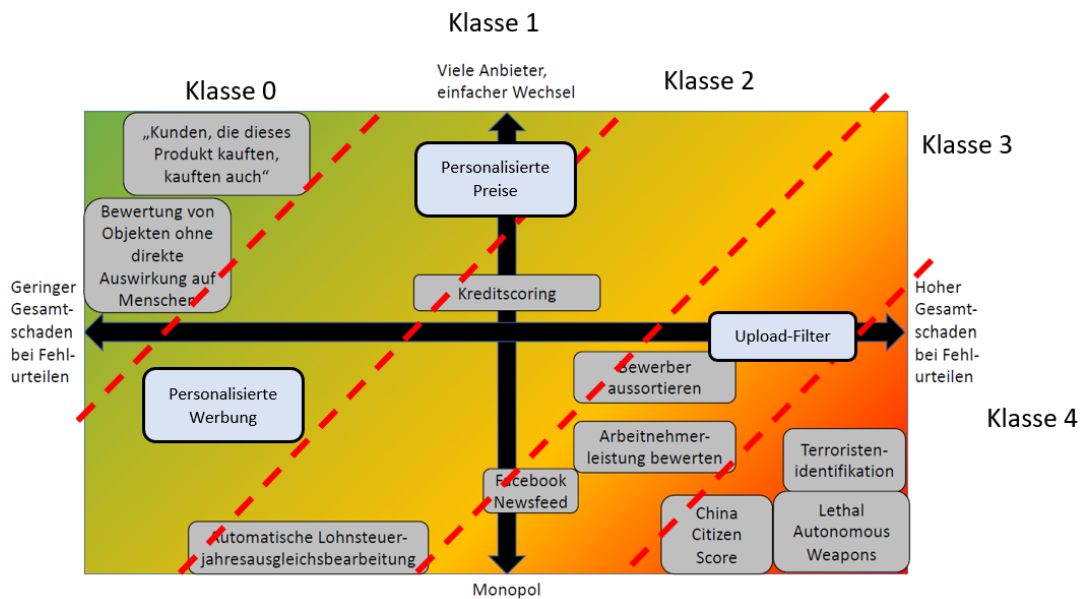 Klasse 1
Viele Anbieter,
einfacher Wechsel
Klasse 0
Klasse 2
Klasse 3
Klasse 4
„Kunden, die dieses
Produkt kauften,
kauften auch“
Personalisierte
Preise
Bewertung von
Objekten ohne
direkte
Auswirkung auf
Menschen
Kreditscoring
Geringer
Gesamt-
schaden
bei Fehl-
urteilen
Hoher
Gesamt-
schaden
bei Fehl-
urteilen
Upload-Filter
Bewerber
aussortieren
Personalisierte
Werbung
Arbeitnehmer-
leistung bewerten
Terroristen-
identifikation
Facebook
Newsfeed
China
Citizen
Score
Lethal
Autonomous
Weapons
Automatische Lohnsteuer-
jahresausgleichsbearbeitung
Monopol